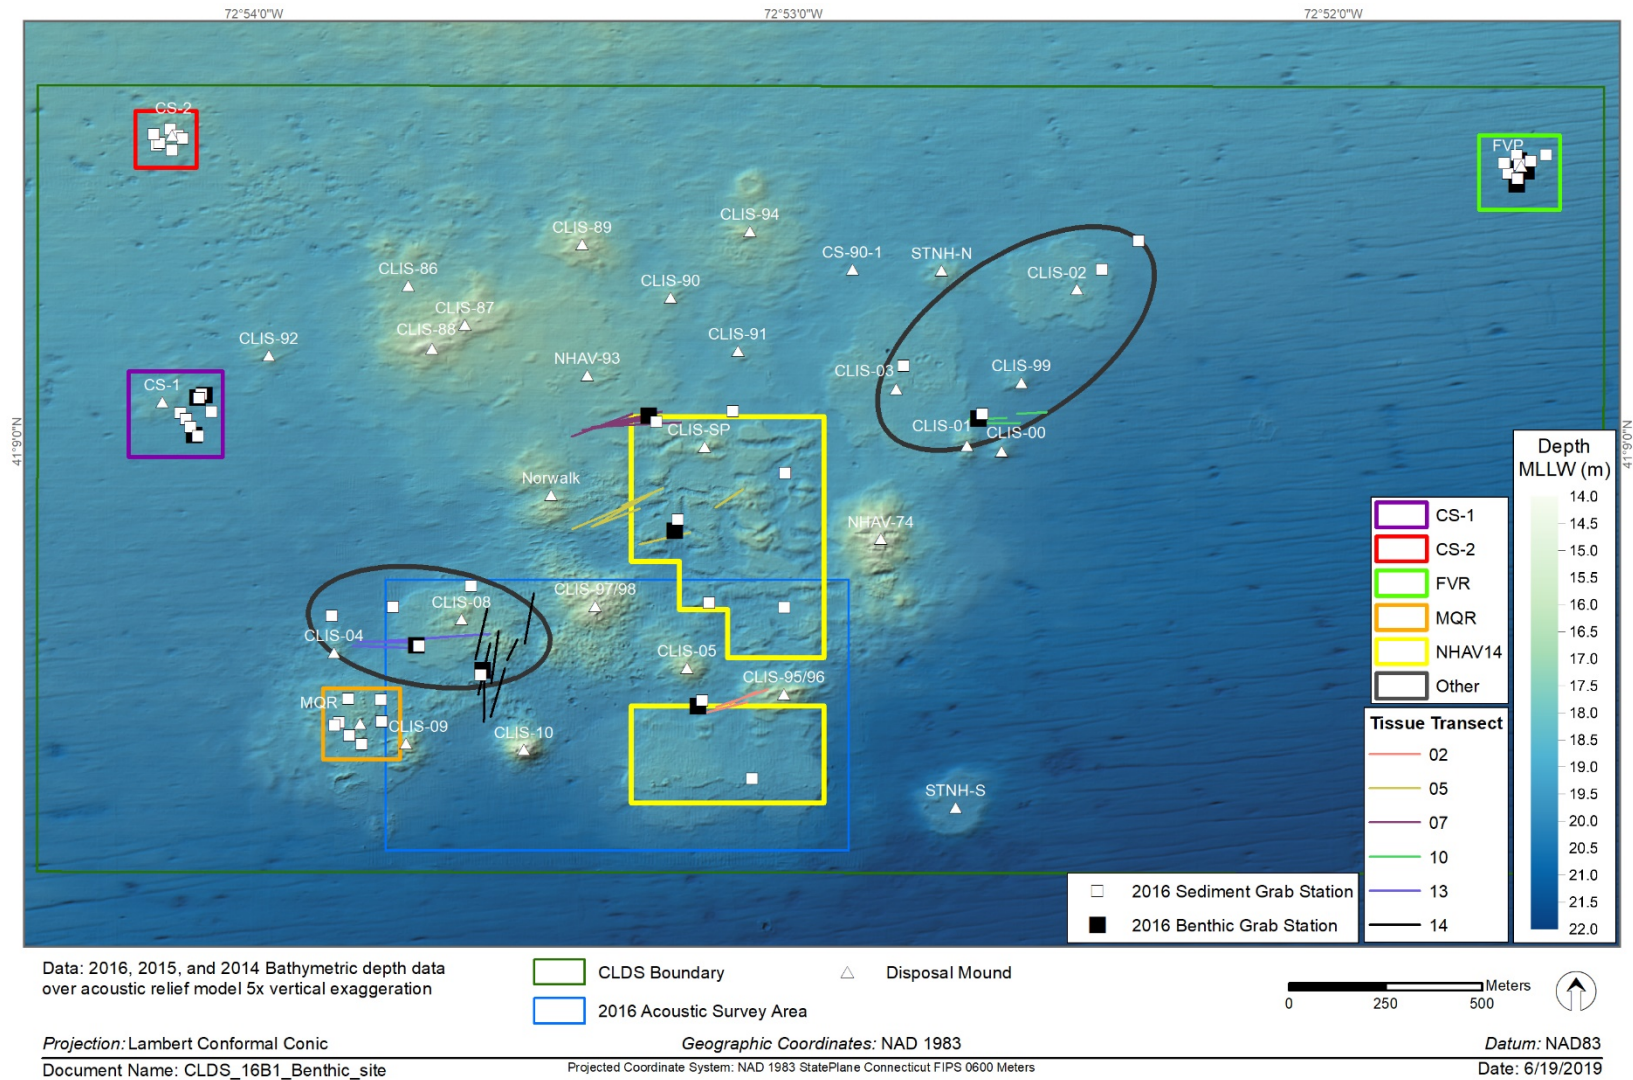 72°54'0"W
72°53'0"W
72°52'0"W
41°9'0"N
41°9'0"N
CS-2
FVP
CLIS-94
CLIS-89
CS-90-1
STNH-N
CLIS-02
CLIS-86
CLIS-90
CLIS-87
CLIS-88
CLIS-92
CLIS-91
NHAV-93
CLIS-03
CLIS-99
CS-1
CLIS-SP
CLIS-01
CLIS-00
Norwalk
NHAV-74
CLIS-97/98
CLIS-08
CLIS-04
CLIS-05
CLIS-95/96
MQR
CLIS-09
CLIS-10
STNH-S
CS-1
CS-2
FVR
MQR
NHAV14
Other
Tissue Transect
02
05
07
10
13
14
Depth
MLLW (m)
14.0
14.5
15.0
15.5
16.0
16.5
17.0
17.5
18.0
18.5
19.0
19.5
20.0
20.5
21.0
21.5
22.0
2016 Sediment Grab Station
2016 Benthic Grab Station
Data: 2016, 2015, and 2014 Bathymetric depth data
over acoustic relief model 5x vertical exaggeration
CLDS Boundary
Disposal Mound
2016 Acoustic Survey Area
Meters
0 250 500
Projection: Lambert Conformal Conic
Geographic Coordinates: NAD 1983
Datum: NAD83
Document Name: CLDS_16B1_Benthic_site
Projected Coordinate System: NAD 1983 StatePlane Connecticut FIPS 0600 Meters
Date: 6/19/2019